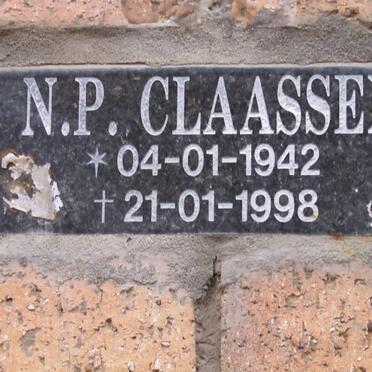 N.P. CLAASSE
* 04-01-1942
† 21-01-1998